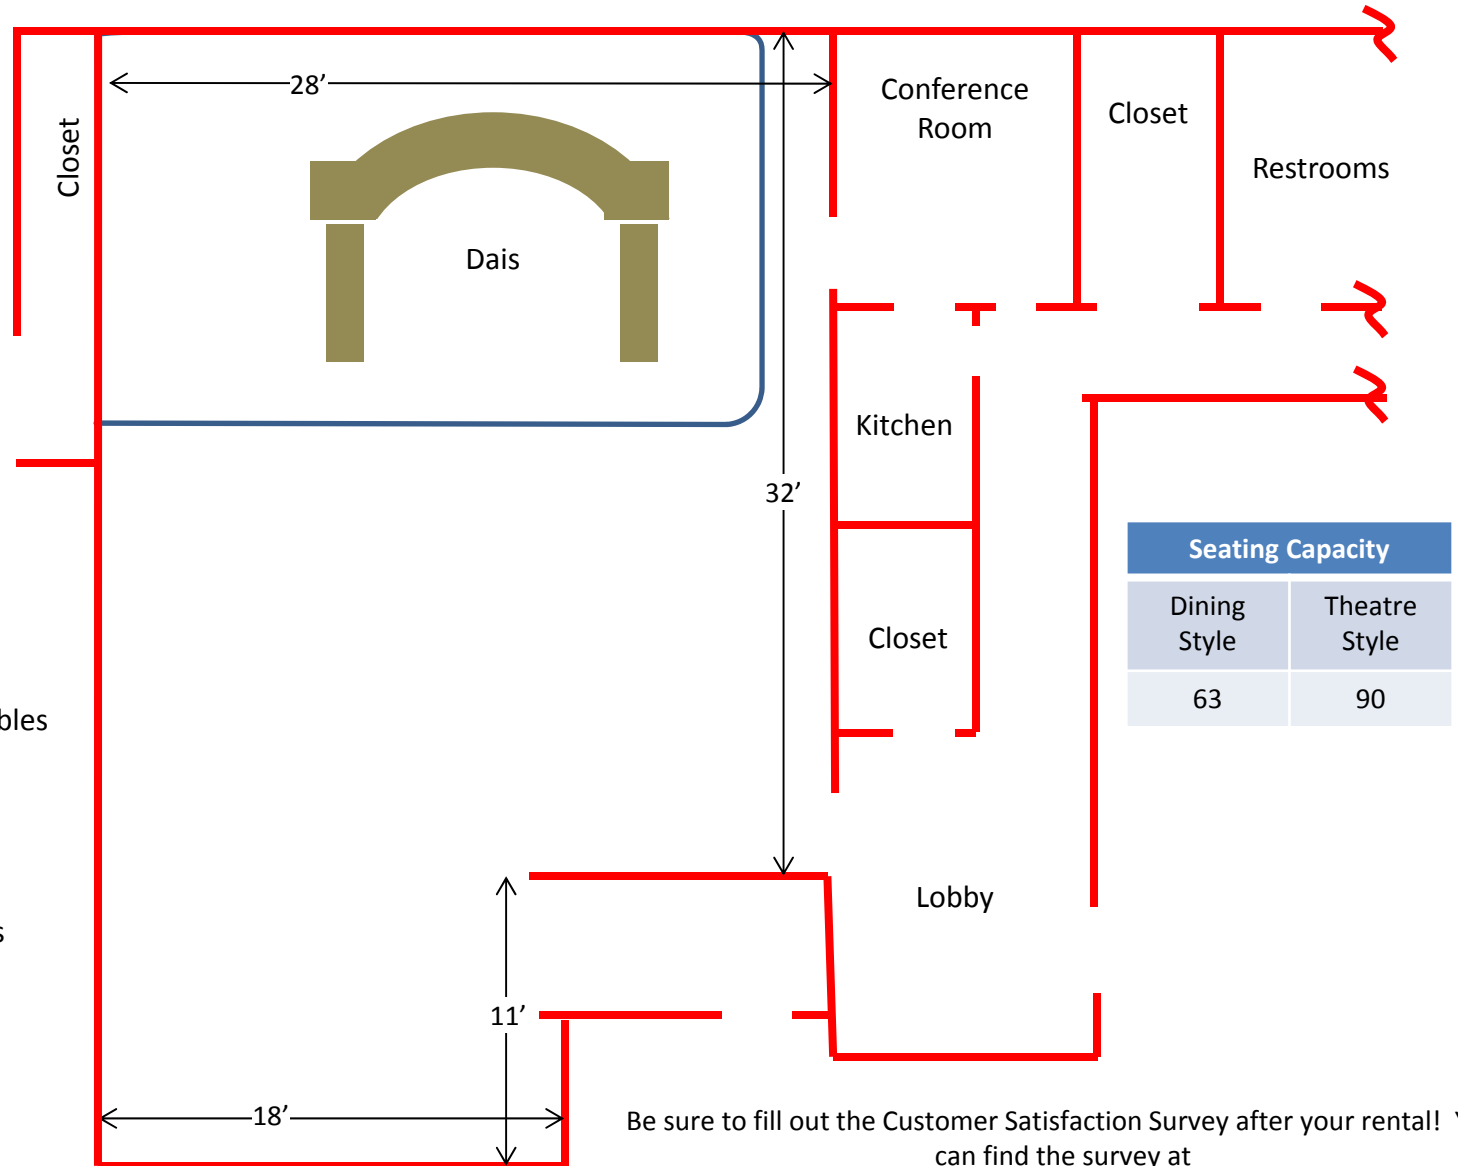 28’
Conference
Room
Closet
Closet
Restrooms
Dais
Kitchen
32’
Seating Capacity
Dining
Style
Theatre
Style
63
90
Closet
Lobby
11’
18’
Be sure to fill out the Customer Satisfaction Survey after your rental!
can find the survey at